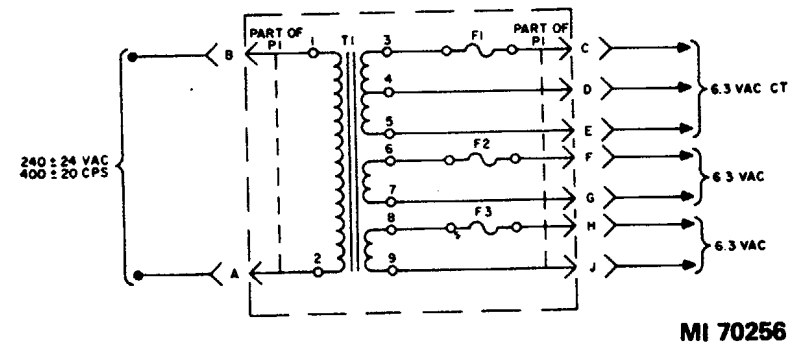 PART OF
P1
PART OF
P1
B
1
T1
3
F1
C
4
D
6.3 VAC CT
5
E
240 ± 24 VAC
400 ± 20 CPS
6
F2
F
6.3 VAC
7
G
8
F3
H
6.3 VAC
A
2
9
J
MI 70256